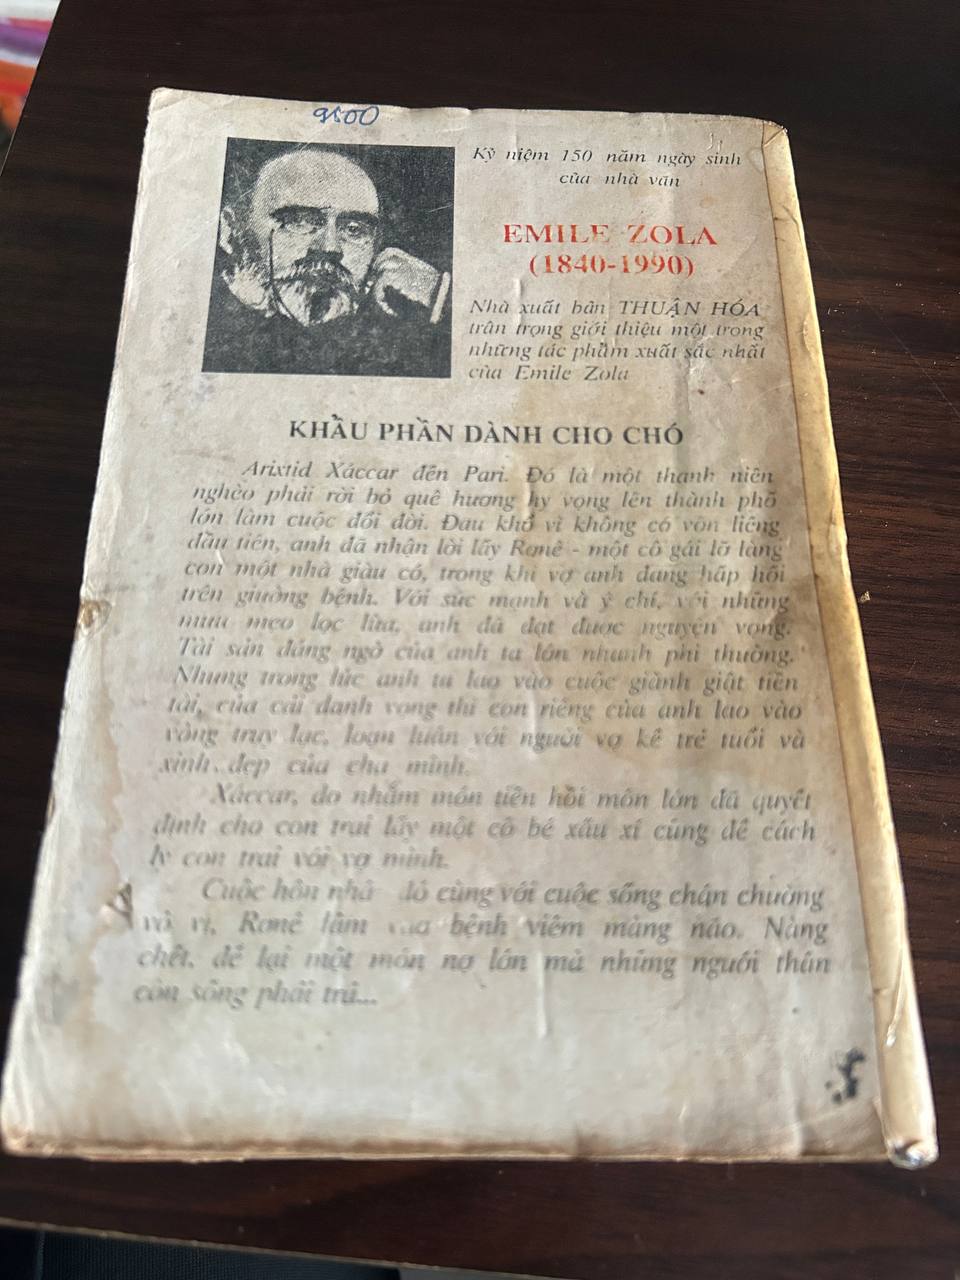 9500
Kỷ niệm 150 năm ngày sinh
của nhà văn
EMILE ZOLA
(1840-1990)
Nhà xuất bản THUẬN HÓA
trân trọng giới thiệu một trong
những tác phẩm xuất sắc nhất
của Emile Zola
KHẨU PHẦN DÀNH CHO CHÓ
Arixtid Xáccar đến Pari. Đó là một thanh niên
nghèo phải rời bỏ quê hương hy vọng lên thành phố
lớn làm cuộc đổi đời. Đau khổ vì không có vốn liếng
đầu tiên, anh đã nhận lời lấy Rơnê - một cô gái lỡ làng
con một nhà giàu có, trong khi vợ anh đang hấp hối
trên giường bệnh. Với sức mạnh và ý chí, với những
mưu mẹo lọc lừa, anh đã đạt được nguyện vọng.
Tài sản đáng ngờ của anh ta lớn nhanh phi thường.
Nhưng trong lúc anh ta lao vào cuộc giành giật tiền
tài, của cải danh vọng thì con riêng của anh lao vào
vòng trụy lạc, loạn luân với người vợ kế trẻ tuổi và
xinh đẹp của cha mình.
Xáccar, do nhắm món tiền hồi môn lớn đã quyết
định cho con trai lấy một cô bé xấu xí cũng để cách
ly con trai với vợ mình.
Cuộc hôn nhâ đó cùng với cuộc sống chán chường
vô vị, Rơnê lâm vào bệnh viêm màng não. Nàng
chết, để lại một món nợ lớn mà những người thân
còn sống phải trả...